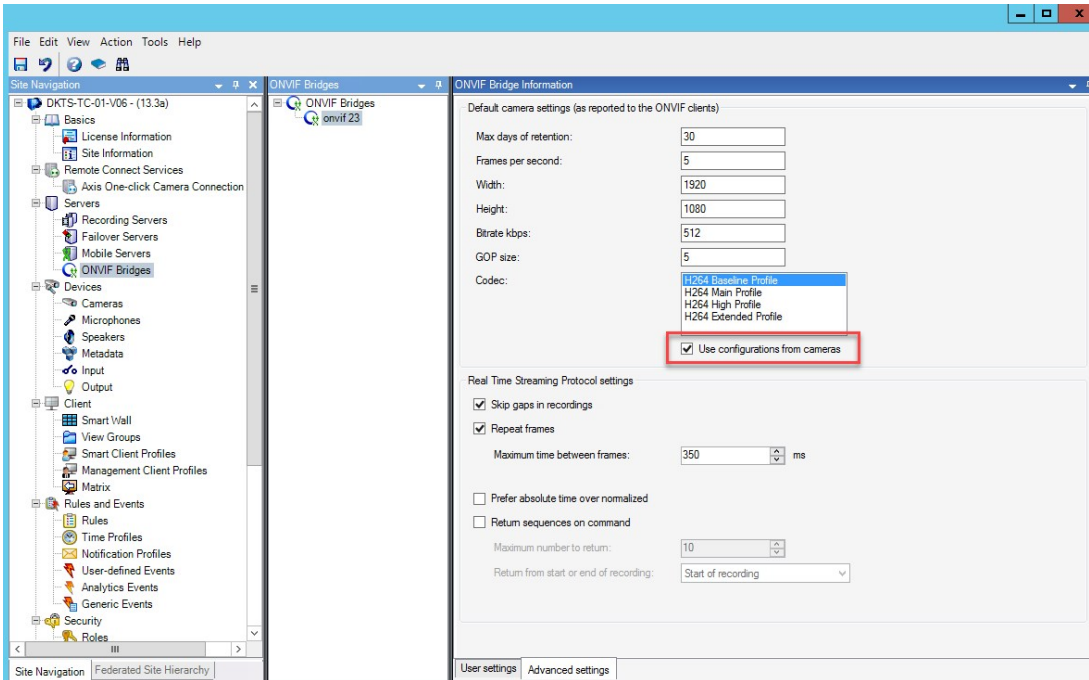 File Edit View Action Tools Help
Site Navigation
DKTS-TC-01-V06 - (13.3a)
Basics
License Information
Site Information
Remote Connect Services
Axis One-click Camera Connection
Servers
Recording Servers
Failover Servers
Mobile Servers
ONVIF Bridges
Devices
Cameras
Microphones
Speakers
Metadata
Input
Output
Client
Smart Wall
View Groups
Smart Client Profiles
Management Client Profiles
Matrix
Rules and Events
Rules
Time Profiles
Notification Profiles
User-defined Events
Analytics Events
Generic Events
Security
Roles
Site Navigation Federated Site Hierarchy
ONVIF Bridges
ONVIF Bridges
onvif 23
ONVIF Bridge Information
Default camera settings (as reported to the ONVIF clients)
Max days of retention: 30
Frames per second: 5
Width: 1920
Height: 1080
Bitrate kbps: 512
GOP size: 5
Codec: H264 Baseline Profile
H264 Main Profile
H264 High Profile
H264 Extended Profile
Use configurations from cameras
Real Time Streaming Protocol settings
Skip gaps in recordings
Repeat frames
Maximum time between frames: 350 ms
Prefer absolute time over normalized
Return sequences on command
Maximum number to return: 10
Return from start or end of recording: Start of recording
User settings Advanced settings